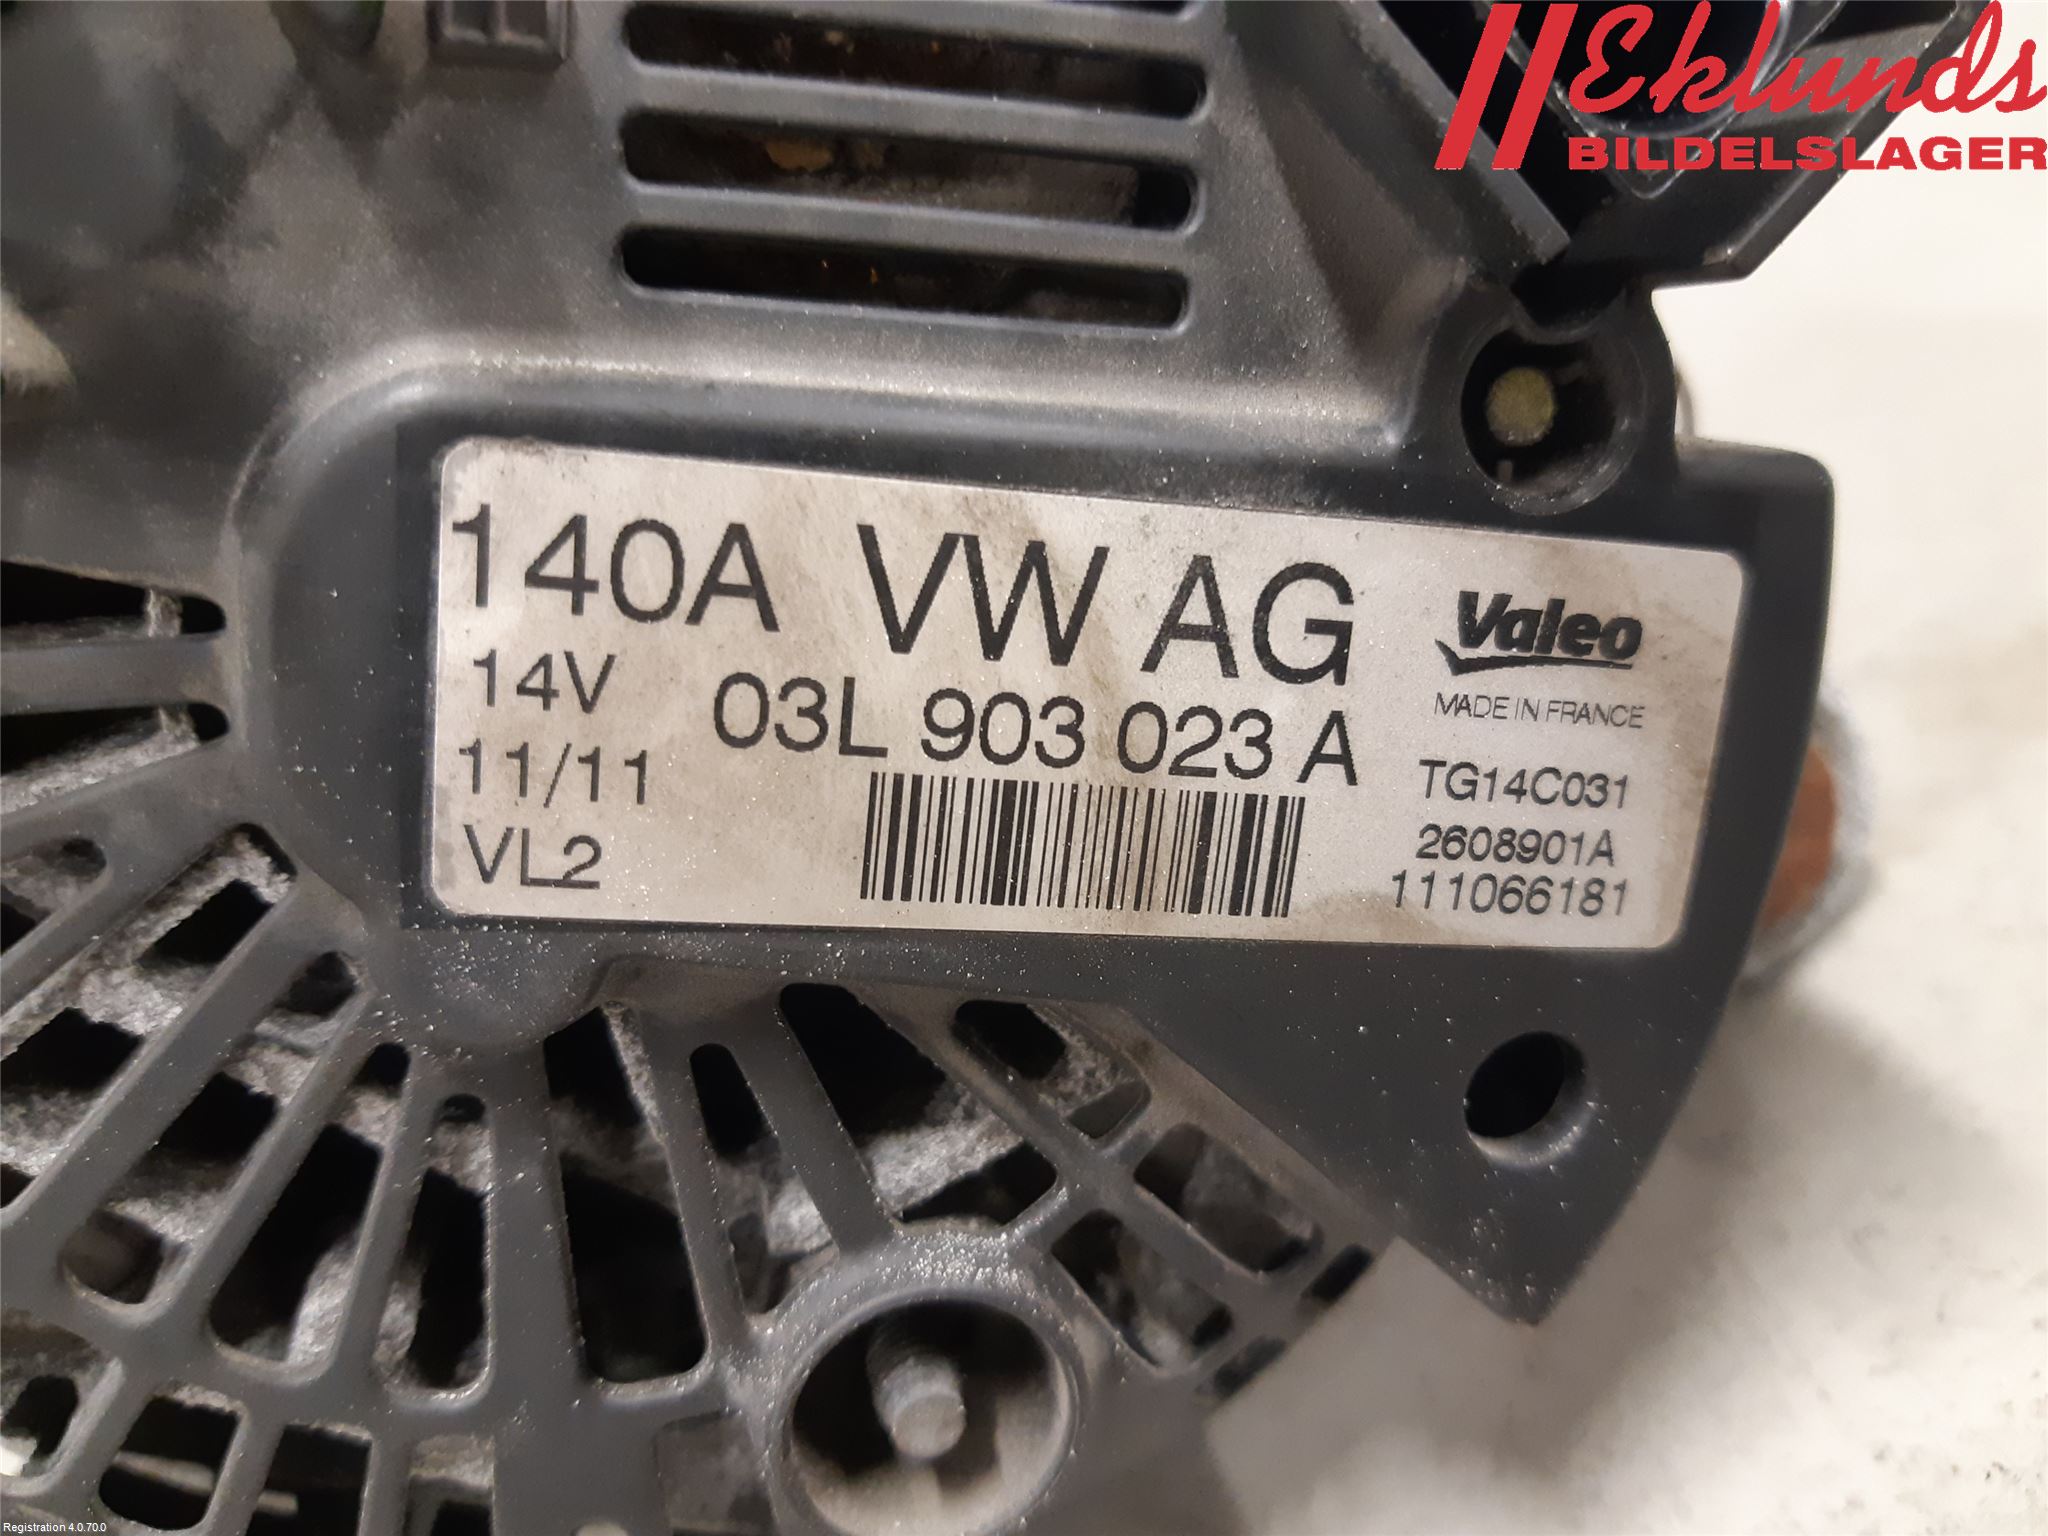 Eklunds
BILDELSLAGER
140A VW AG
14V 03L 903 023 A
11/11
VL2
Valeo
MADE IN FRANCE
TG14C031
2608901A
111066181
Registration 4.0.70.0